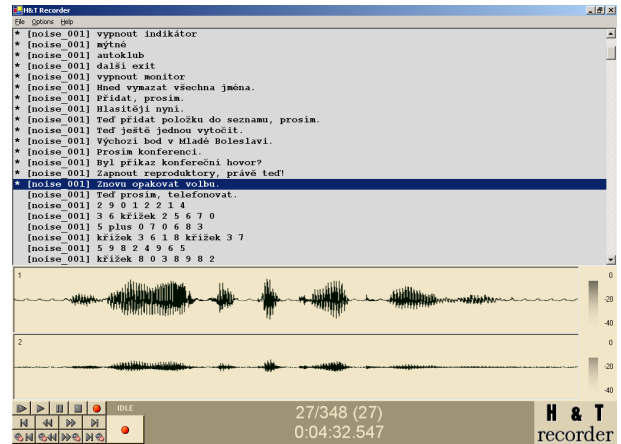 H&T Recorder
File Options Help
* [noise_001] vypnout indikátor
* [noise_001] mýtné
* [noise_001] autoklub
* [noise_001] další exit
* [noise_001] vypnout monitor
* [noise_001] Hned vymazat všechna jména.
* [noise_001] Přidat, prosím.
* [noise_001] Hlasitěji nyní.
* [noise_001] Teď přidat položku do seznamu, prosím.
* [noise_001] Teď ještě jednou vytočit.
* [noise_001] Výchozí bod v Mladé Boleslavi.
* [noise_001] Prosím konferenci.
* [noise_001] Byl příkaz konfereční hovor?
* [noise_001] Zapnout reproduktory, právě teď!
* [noise_001] Znovu opakovat volbu.
[noise_001] Teď prosím, telefonovat.
[noise_001] 2 9 0 1 2 2 1 4
[noise_001] 3 6 křížek 2 5 6 7 0
[noise_001] 5 plus 0 7 0 6 8 3
[noise_001] křížek 3 6 1 8 křížek 3 7
[noise_001] 5 9 8 2 4 9 6 5
[noise_001] křížek 8 0 3 8 9 8 2
1
0
-20
-40
2
0
-20
-40
IDLE
27/348 (27)
0:04:32.547
H & T
recorder